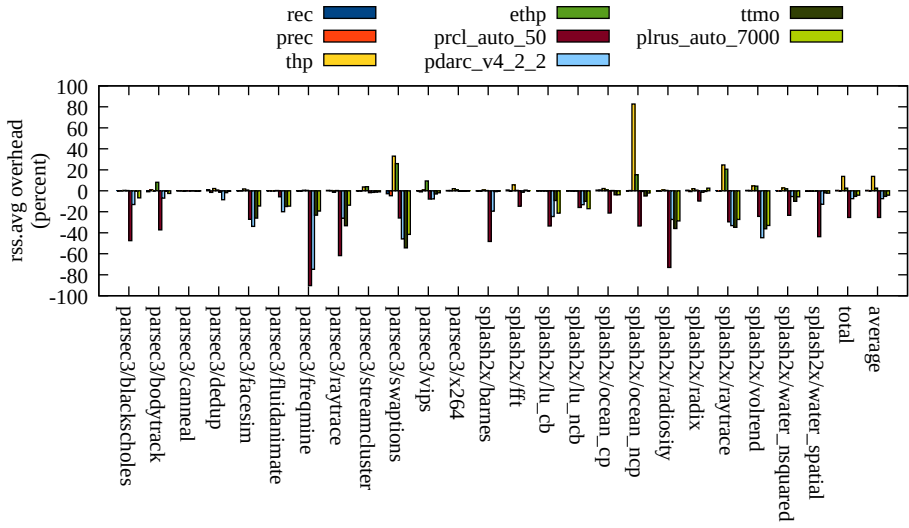 rec
prec
thp
ethp
prcl_auto_50
pdarc_v4_2_2
ttmo
plrus_auto_7000
rss.avg overhead
(percent)
100
80
60
40
20
0
-20
-40
-60
-80
-100
parsec3/blackscholes
parsec3/bodytrack
parsec3/canneal
parsec3/dedup
parsec3/facesim
parsec3/fluidanimate
parsec3/freqmine
parsec3/raytrace
parsec3/streamcluster
parsec3/swaptions
parsec3/vips
parsec3/x264
splash2x/barnes
splash2x/fft
splash2x/lu_cb
splash2x/lu_ncb
splash2x/ocean_cp
splash2x/ocean_ncp
splash2x/radiosity
splash2x/radix
splash2x/raytrace
splash2x/volrend
splash2x/water_nsquared
splash2x/water_spatial
total
average